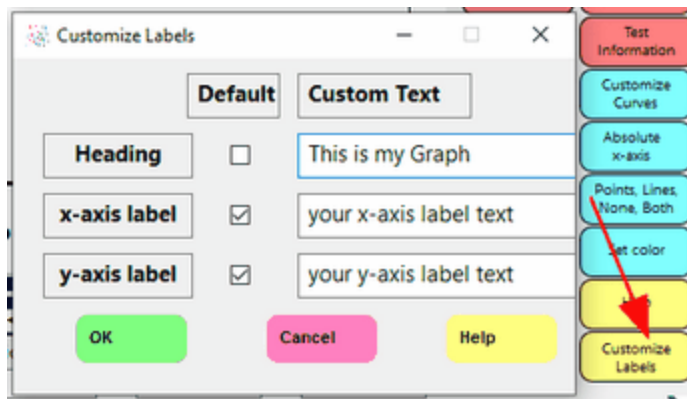 Customize Labels
Default
Custom Text
Heading
This is my Graph
x-axis label
your x-axis label text
y-axis label
your y-axis label text
OK
Cancel
Help
Test
Information
Customize
Curves
Absolute
x-axis
Points, Lines,
None, Both
color
Customize
Labels